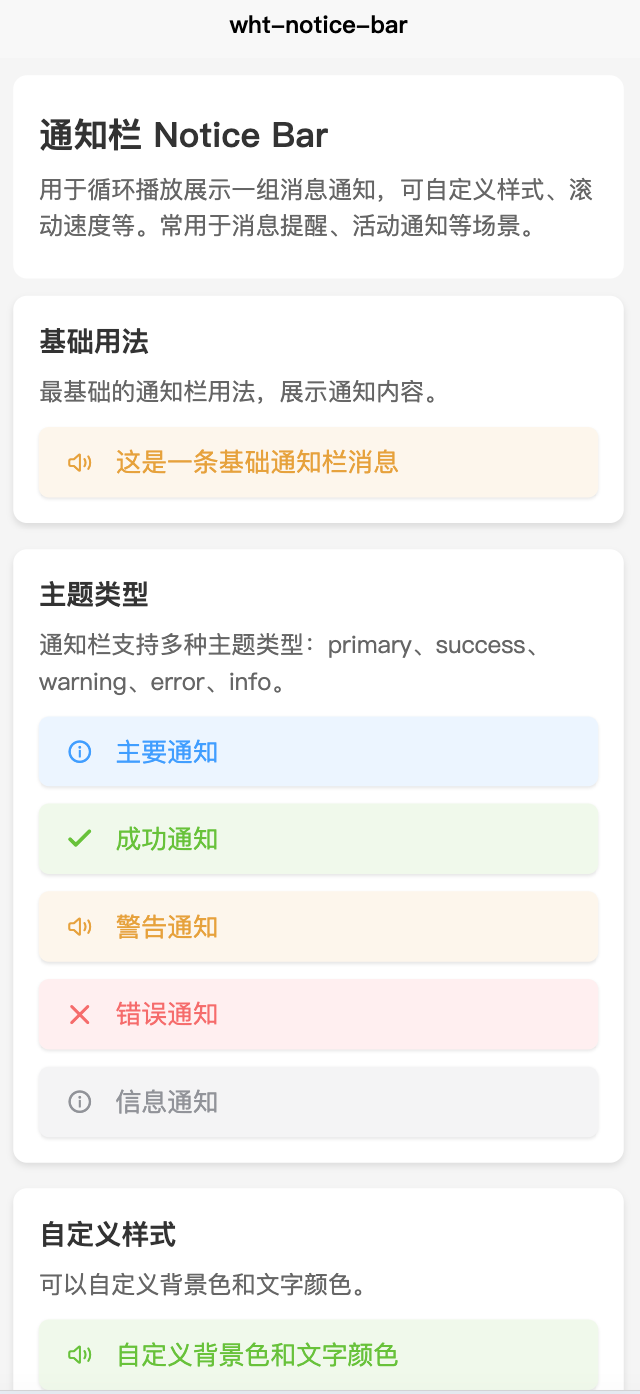 wht-notice-bar
通知栏 Notice Bar
用于循环播放展示一组消息通知，可自定义样式、滚
动速度等。常用于消息提醒、活动通知等场景。
基础用法
最基础的通知栏用法，展示通知内容。
这是一条基础通知栏消息
主题类型
通知栏支持多种主题类型：primary、success、
warning、error、info。
主要通知
成功通知
警告通知
错误通知
信息通知
自定义样式
可以自定义背景色和文字颜色。
自定义背景色和文字颜色